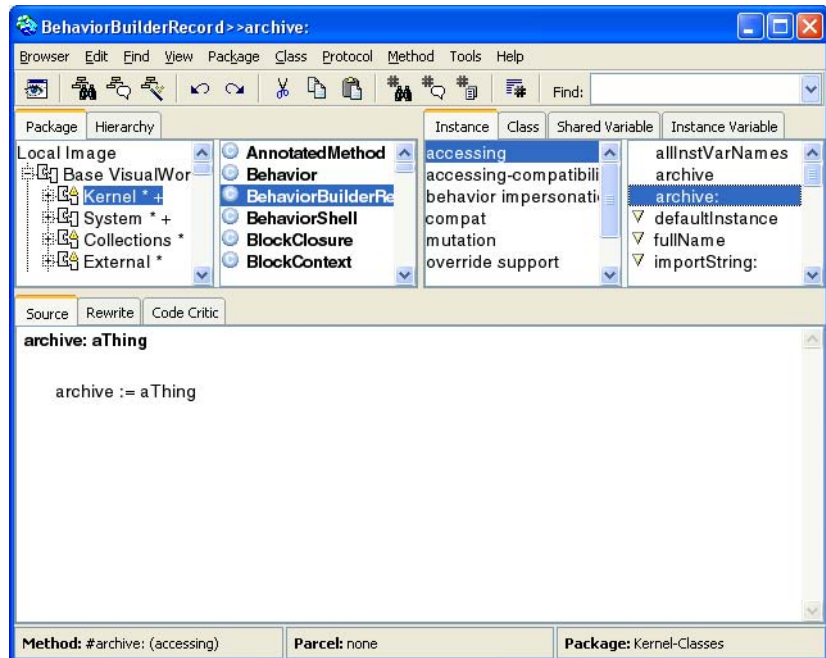 BehaviorBuilderRecord>>archive:
Browser Edit Find View Package Class Protocol Method Tools Help
Find:
Package Hierarchy
Local Image
Base VisualWor
Kernel * +
System * +
Collections *
External *
AnnotatedMethod
Behavior
BehaviorBuilderRe
BehaviorShell
BlockClosure
BlockContext
Instance Class Shared Variable Instance Variable
accessing
accessing-compatibili
behavior impersonati
compat
mutation
override support
allInstVarNames
archive
archive:
defaultInstance
fullName
importString:
Source Rewrite Code Critic
archive: aThing
archive := aThing
Method: #archive: (accessing) Parcel: none Package: Kernel-Classes